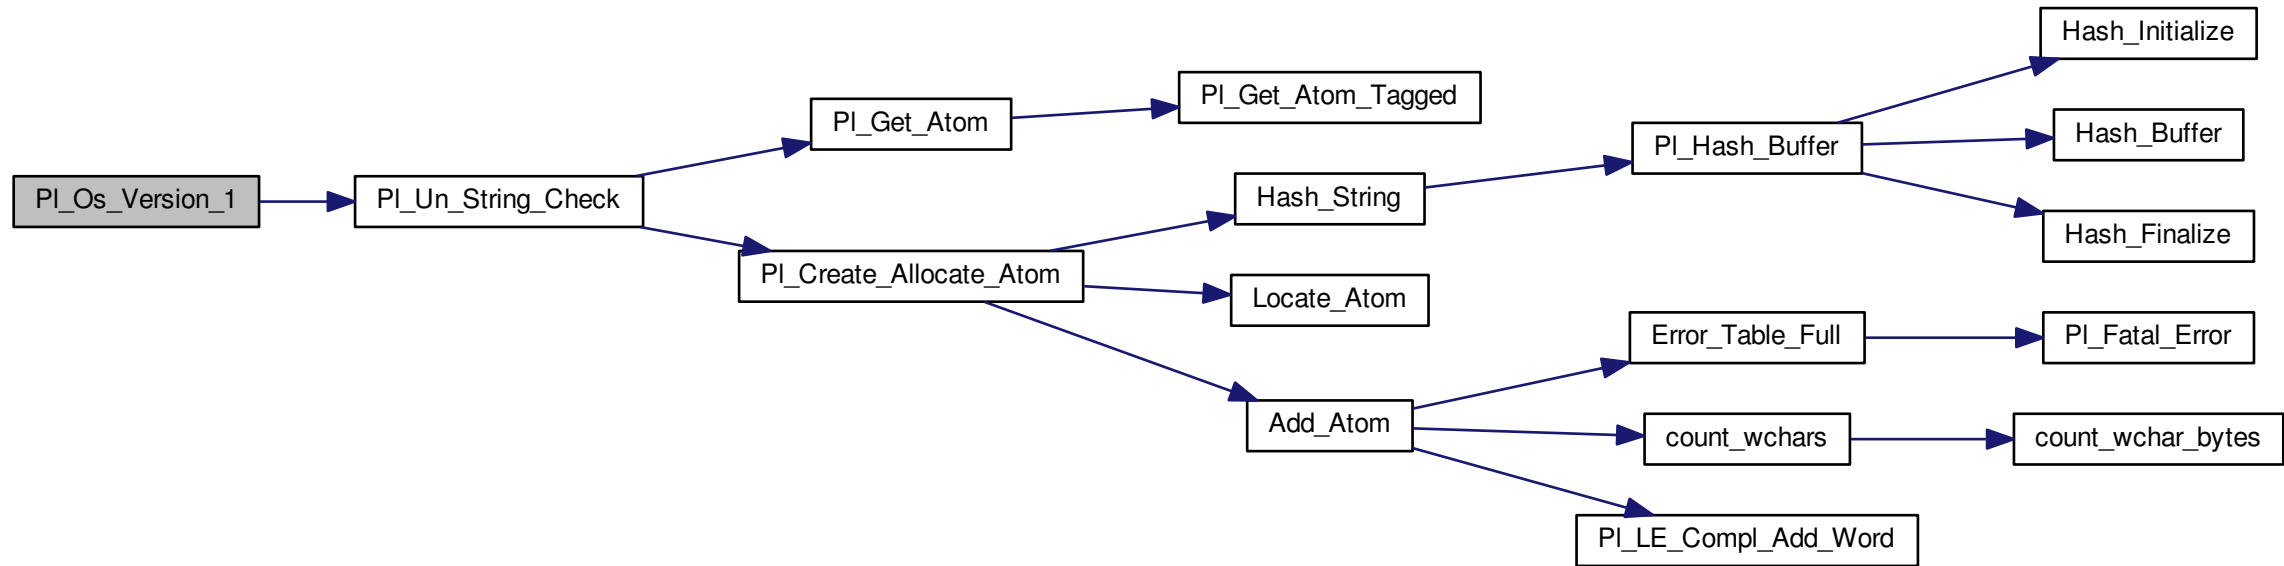 Pl_Os_Version_1
Pl_Un_String_Check
Pl_Get_Atom
Pl_Get_Atom_Tagged
Pl_Create_Allocate_Atom
Hash_String
Pl_Hash_Buffer
Hash_Initialize
Hash_Buffer
Hash_Finalize
Locate_Atom
Add_Atom
Error_Table_Full
Pl_Fatal_Error
count_wchars
count_wchar_bytes
Pl_LE_Compl_Add_Word